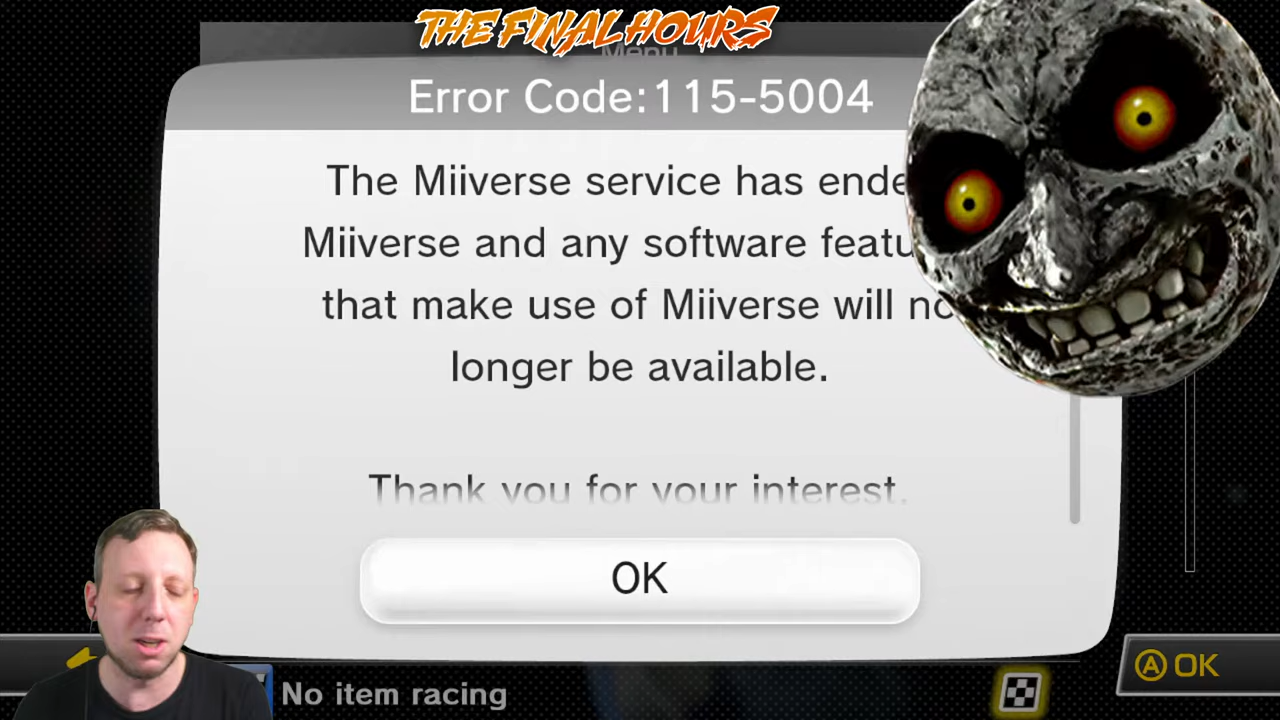 THE FINAL HOURS
Menu
Error Code:115-5004
The Miiverse service has ende
Miiverse and any software featu
that make use of Miiverse will no
longer be available.
Thank you for your interest.
OK
A OK
No item racing